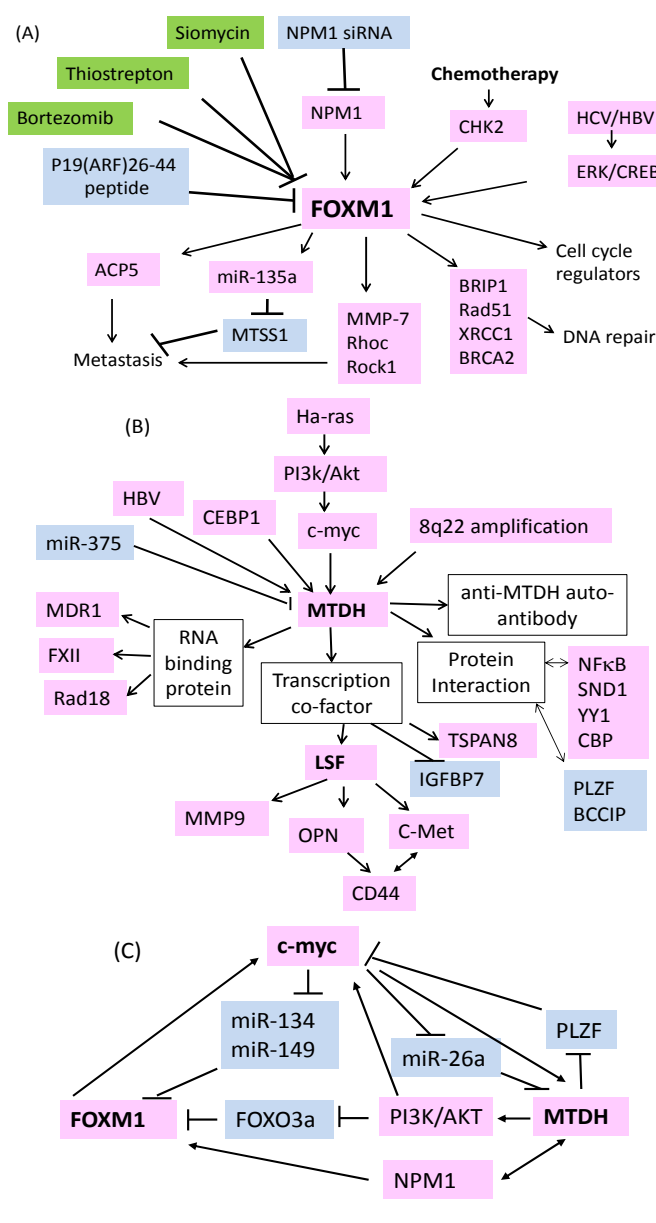 (A)
Siomycin
NPM1 siRNA
Thiostrepton
Chemotherapy
Bortezomib
NPM1
CHK2
HCV/HBV
P19(ARF)26-44
peptide
ERK/CREB
FOXM1
ACP5
miR-135a
Cell cycle
regulators
BRIP1
Rad51
XRCC1
BRCA2
MMP-7
Rhoc
Rock1
MTSS1
DNA repair
Metastasis
(B)
Ha-ras
PI3k/Akt
HBV
CEBP1
c-myc
8q22 amplification
miR-375
MTDH
anti-MTDH auto-
antibody
MDR1
FXII
Rad18
RNA
binding
protein
Protein
Interaction
NFκB
SND1
YY1
CBP
Transcription
co-factor
TSPAN8
LSF
IGFBP7
PLZF
BCCIP
MMP9
OPN
C-Met
CD44
(C)
c-myc
miR-134
miR-149
PLZF
miR-26a
FOXM1
FOXO3a
PI3K/AKT
MTDH
NPM1